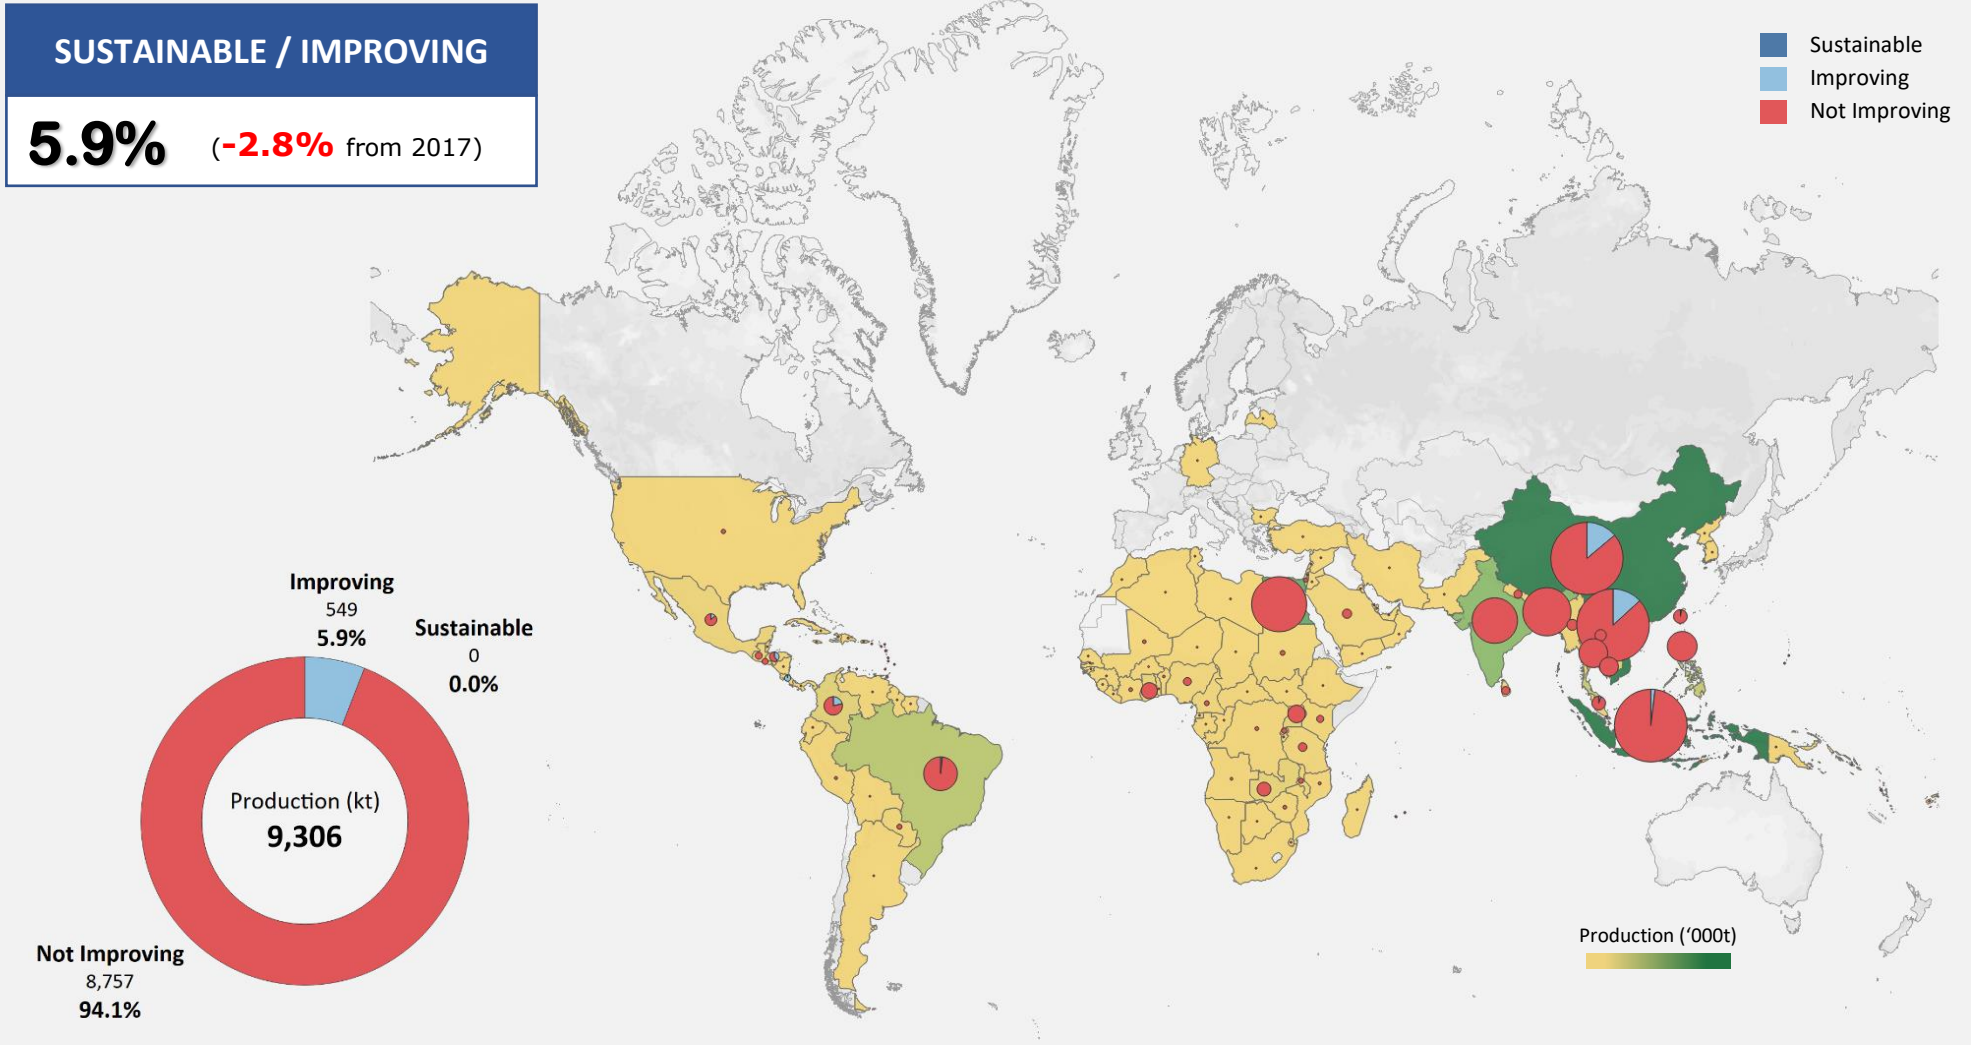 SUSTAINABLE / IMPROVING
5.9% (-2.8% from 2017)
Sustainable
Improving
Not Improving
Improving
549
5.9%
Sustainable
0
0.0%
Production (kt)
9,306
Not Improving
8,757
94.1%
Production (‘000t)